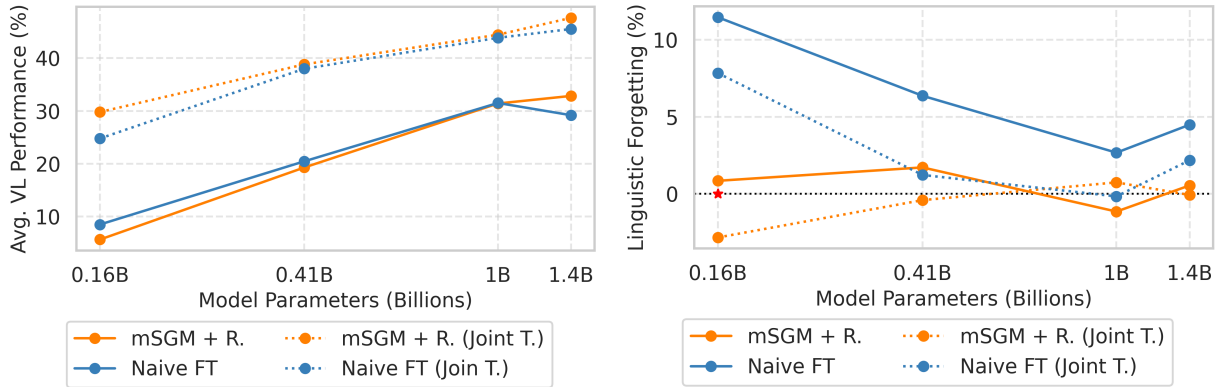 Avg. VL Performance (%)
40
30
20
10
0.16B 0.41B 1B 1.4B
Model Parameters (Billions)
mSGM + R. mSGM + R. (Joint T.)
Naive FT Naive FT (Join T.)
Linguistic Forgetting (%)
10
5
0
0.16B 0.41B 1B 1.4B
Model Parameters (Billions)
mSGM + R. mSGM + R. (Joint T.)
Naive FT Naive FT (Joint T.)